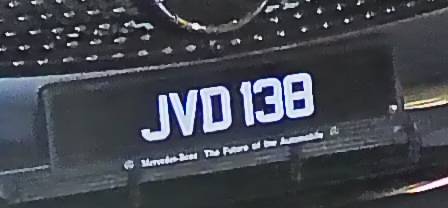 JVD 138
Mercedes-Benz The Future of the Automobile